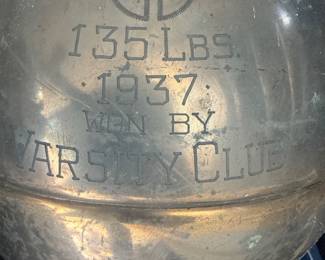 135 LBS.
· 1937 ·
WON BY
VARSITY CLUB